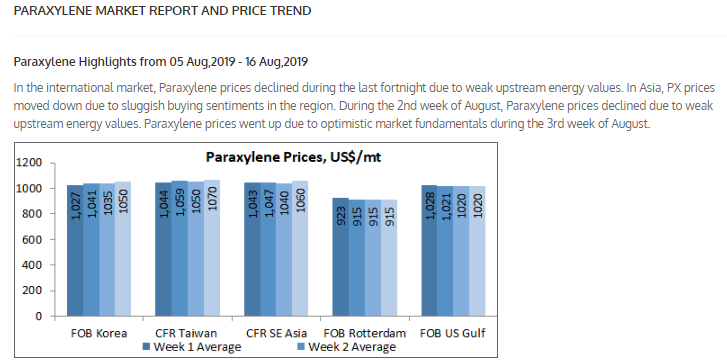 PARAXYLENE MARKET REPORT AND PRICE TREND
Paraxylene Highlights from 05 Aug,2019 - 16 Aug,2019
In the international market, Paraxylene prices declined during the last fortnight due to weak upstream energy values. In Asia, PX prices
moved down due to sluggish buying sentiments in the region. During the 2nd week of August, Paraxylene prices declined due to weak
upstream energy values. Paraxylene prices went up due to optimistic market fundamentals during the 3rd week of August.
Paraxylene Prices, US$/mt
1200
1000
800
600
400
200
0
1,027 1,041 1035 1050
1,044 1,059 1050 1070
1,043 1,047 1040 1060
923 915 915 915
1,028 1,021 1020 1020
FOB Korea CFR Taiwan CFR SE Asia FOB Rotterdam FOB US Gulf
Week 1 Average Week 2 Average